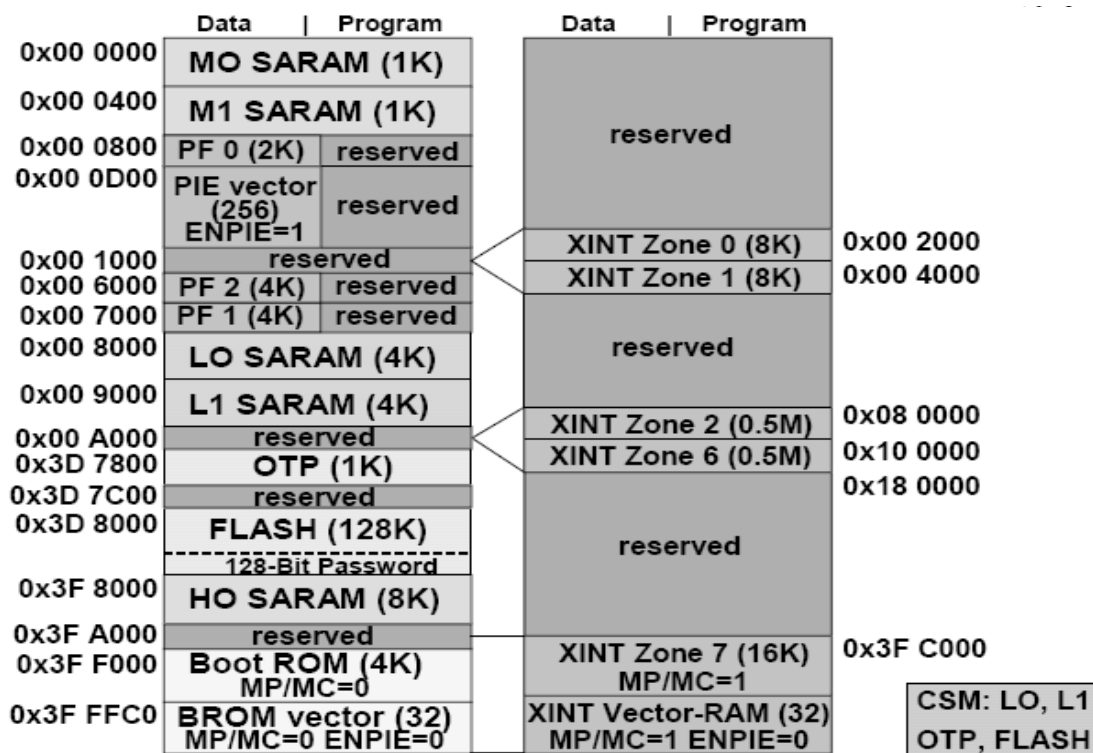 Data | Program
0x00 0000
MO SARAM (1K)
0x00 0400
M1 SARAM (1K)
0x00 0800
PF 0 (2K)
reserved
0x00 0D00
PIE vector
(256)
ENPIE=1
reserved
0x00 1000
reserved
0x00 6000
PF 2 (4K)
reserved
0x00 7000
PF 1 (4K)
reserved
0x00 8000
LO SARAM (4K)
0x00 9000
L1 SARAM (4K)
0x00 A000
reserved
0x3D 7800
OTP (1K)
0x3D 7C00
reserved
0x3D 8000
FLASH (128K)
128-Bit Password
0x3F 8000
HO SARAM (8K)
0x3F A000
reserved
0x3F F000
Boot ROM (4K)
MP/MC=0
0x3F FFC0
BROM vector (32)
MP/MC=0 ENPIE=0
Data | Program
reserved
XINT Zone 0 (8K)
0x00 2000
XINT Zone 1 (8K)
0x00 4000
reserved
XINT Zone 2 (0.5M)
0x08 0000
XINT Zone 6 (0.5M)
0x10 0000
0x18 0000
reserved
XINT Zone 7 (16K)
MP/MC=1
0x3F C000
XINT Vector-RAM (32)
MP/MC=1 ENPIE=0
CSM: LO, L1
OTP, FLASH